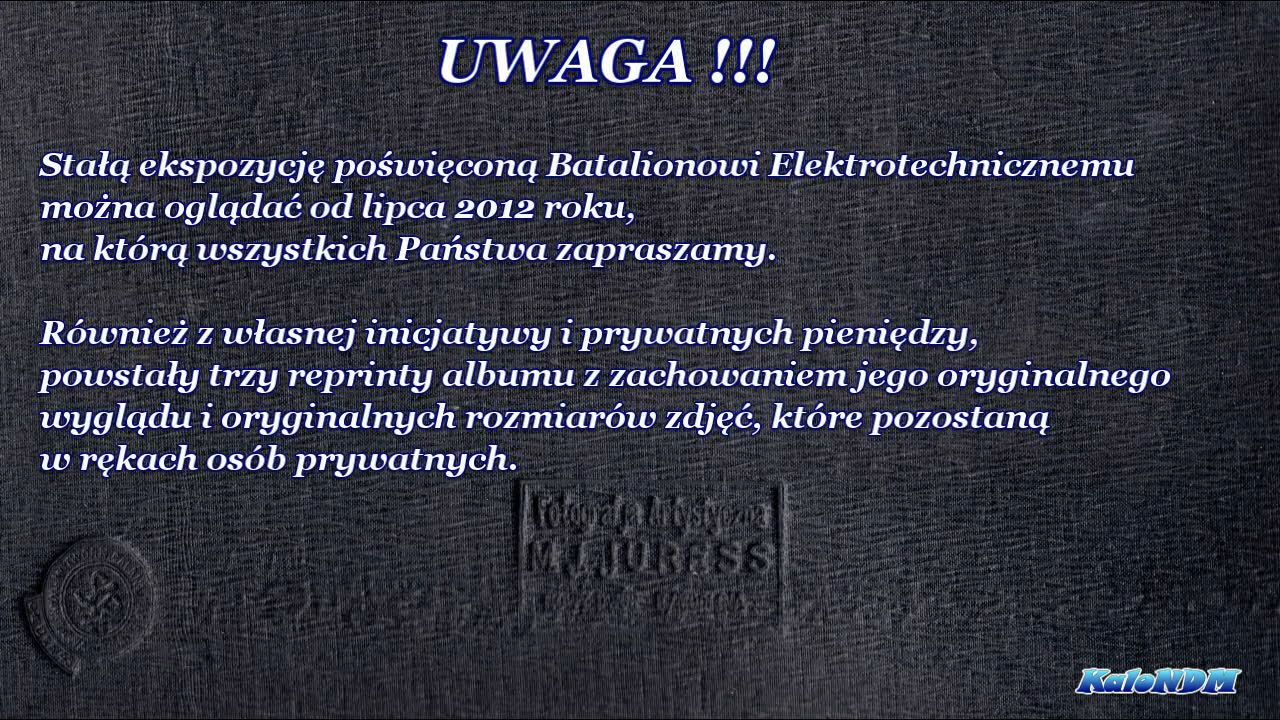 UWAGA !!!
Stałą ekspozycję poświęconą Batalionowi Elektrotechnicznemu
można oglądać od lipca 2012 roku,
na którą wszystkich Państwa zapraszamy.
Również z własnej inicjatywy i prywatnych pieniędzy,
powstały trzy reprinty albumu z zachowaniem jego oryginalnego
wyglądu i oryginalnych rozmiarów zdjęć, które pozostaną
w rękach osób prywatnych.
Fotografja Artystyczna
KaloNDM